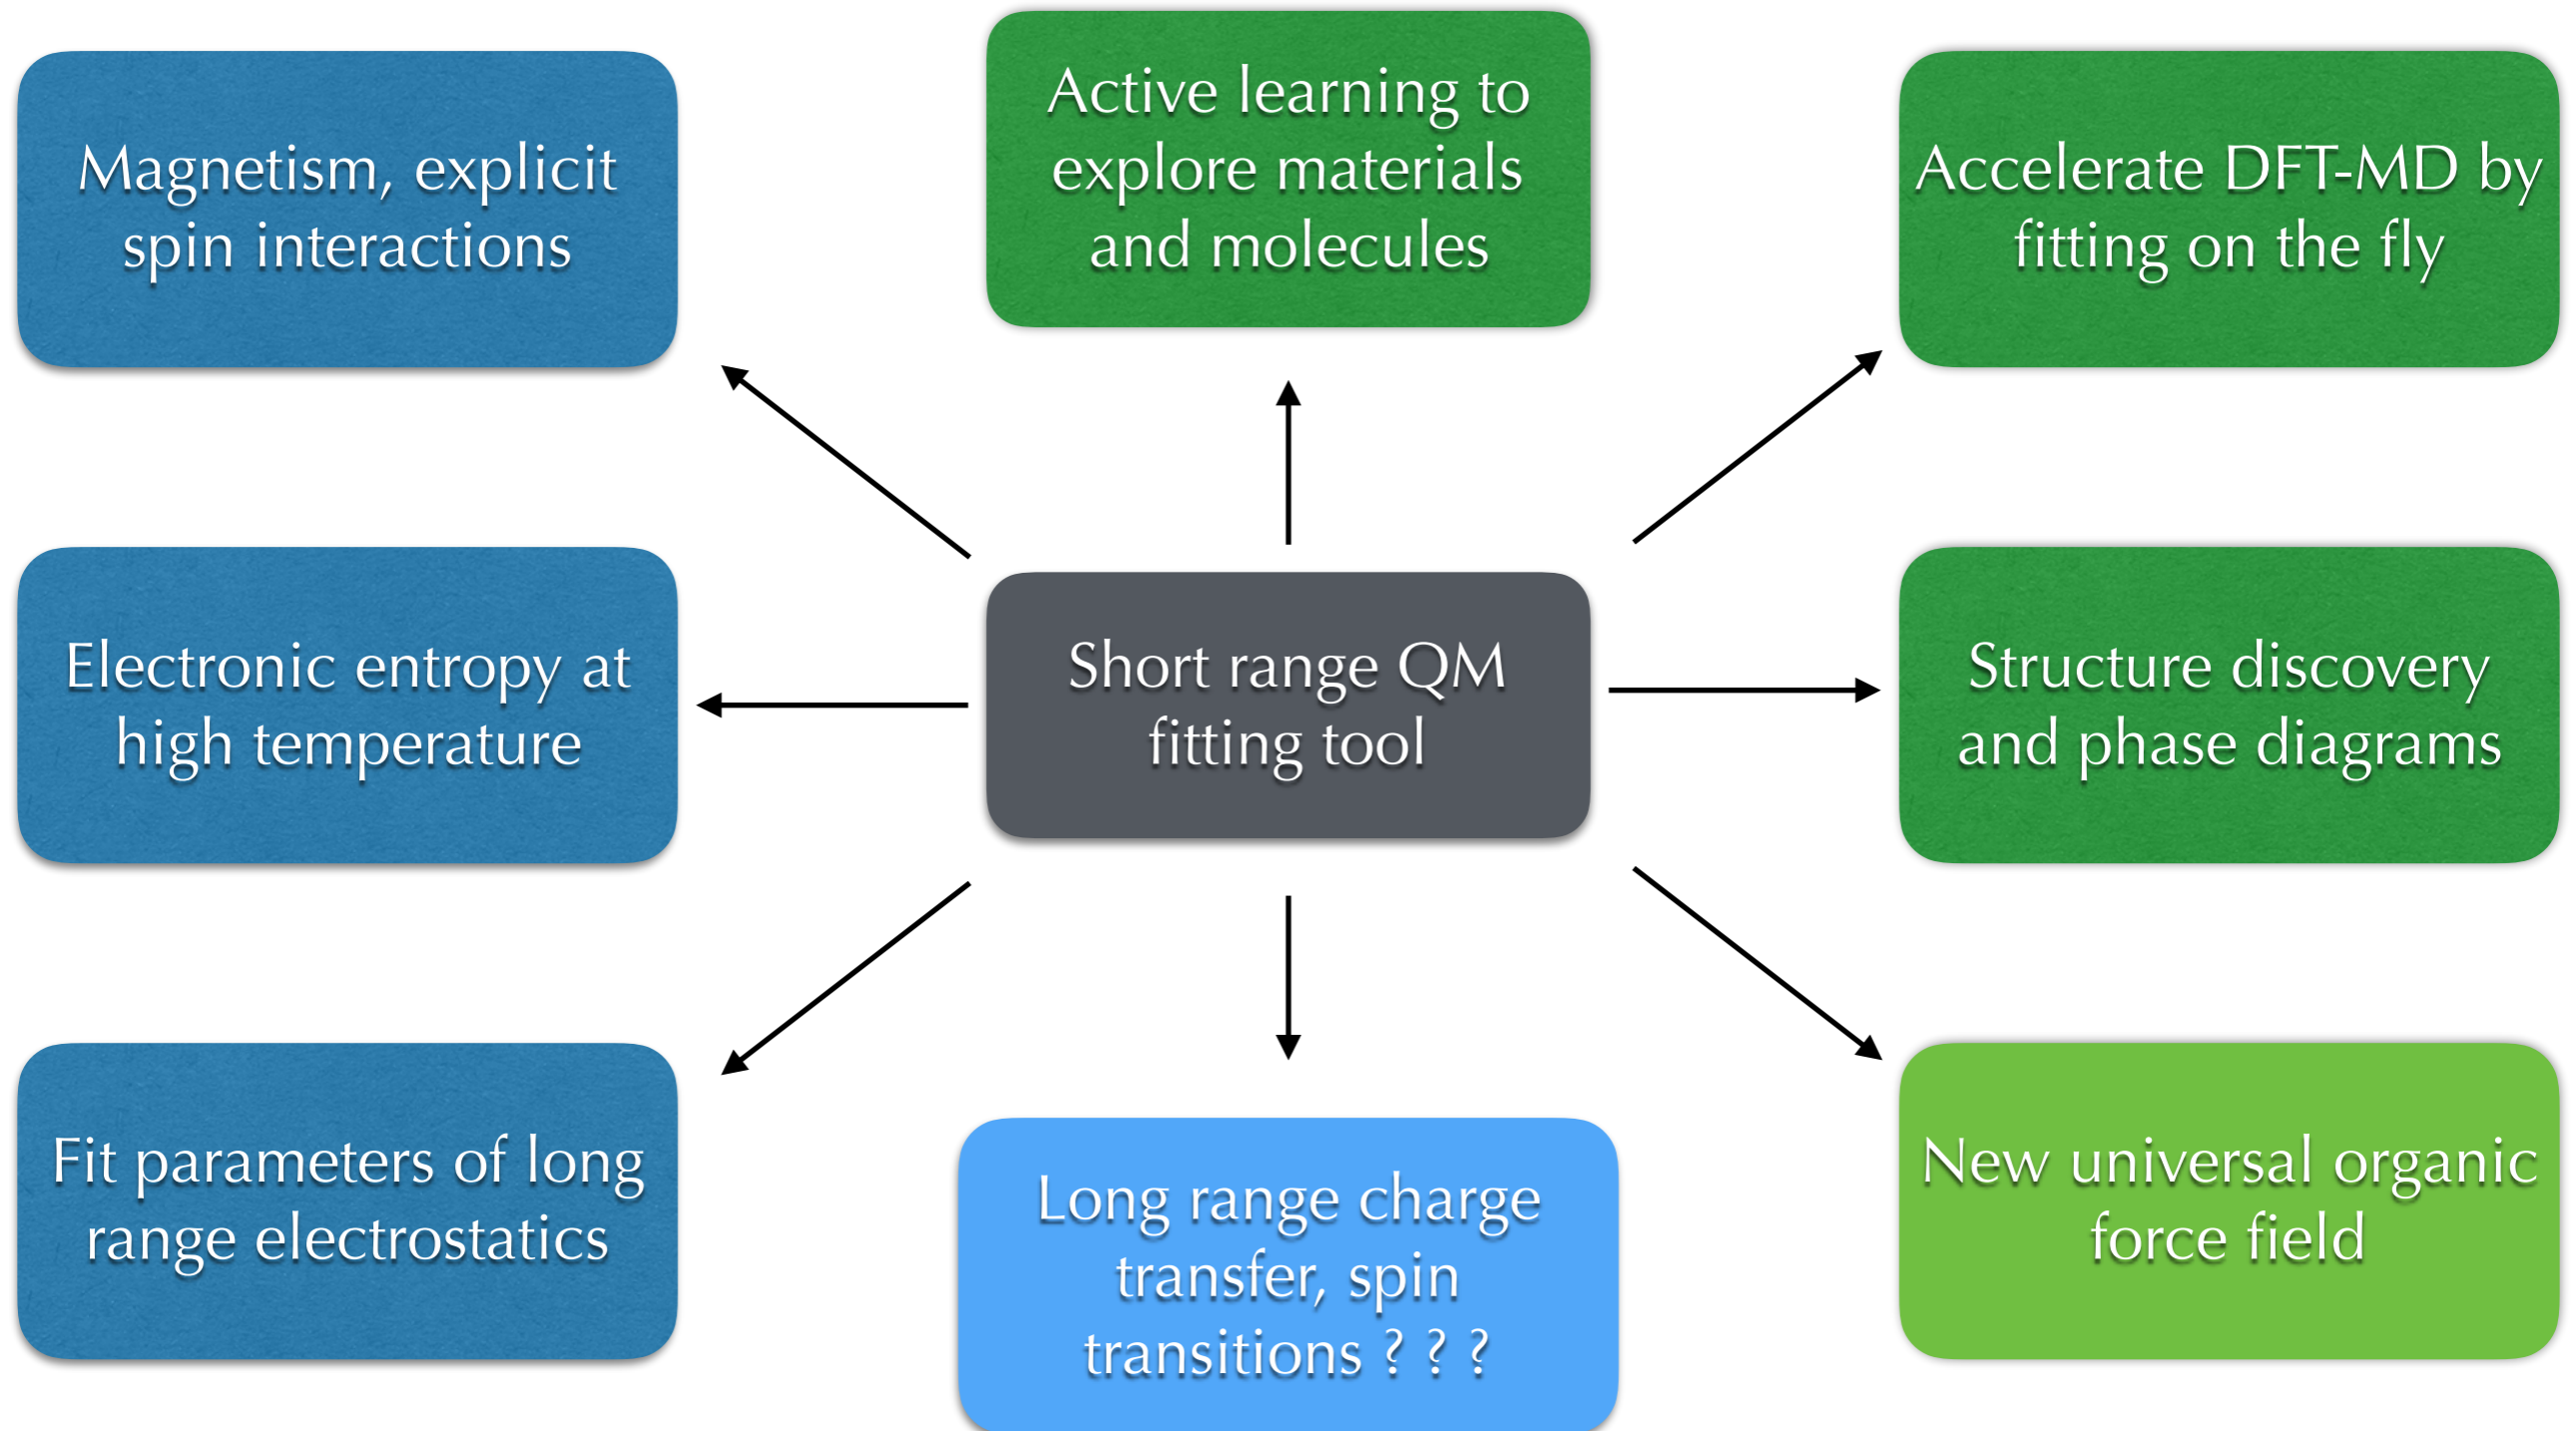 Magnetism, explicit
spin interactions
Active learning to
explore materials
and molecules
Accelerate DFT-MD by
fitting on the fly
Electronic entropy at
high temperature
Short range QM
fitting tool
Structure discovery
and phase diagrams
Fit parameters of long
range electrostatics
Long range charge
transfer, spin
transitions ? ? ?
New universal organic
force field